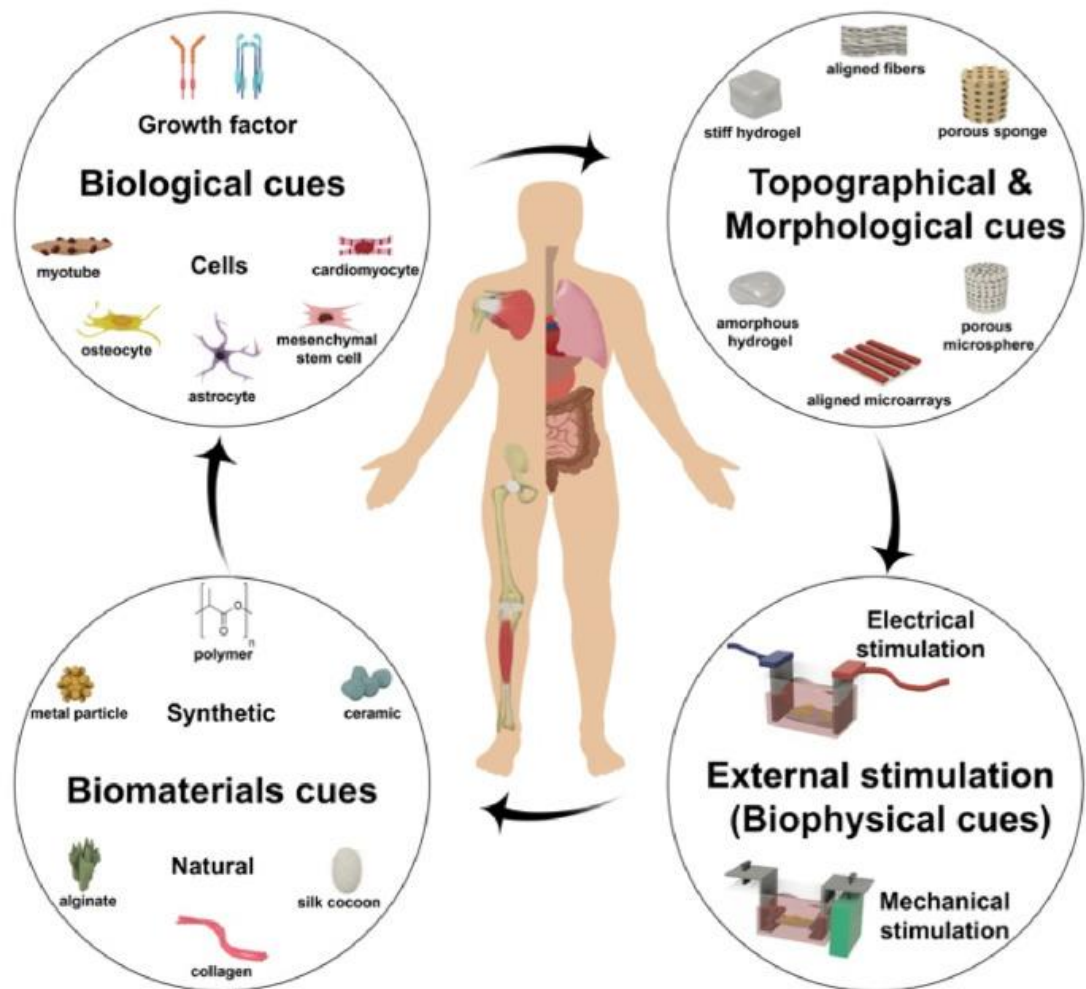 Growth factor
Biological cues
Cells
myotube
cardiomyocyte
osteocyte
mesenchymal
stem cell
astrocyte
aligned fibers
stiff hydrogel
porous sponge
Topographical &
Morphological cues
amorphous
hydrogel
porous
microsphere
aligned microarrays
O
O
n
polymer
metal particle
Synthetic
ceramic
Biomaterials cues
Natural
alginate
silk cocoon
collagen
Electrical
stimulation
External stimulation
(Biophysical cues)
Mechanical
stimulation